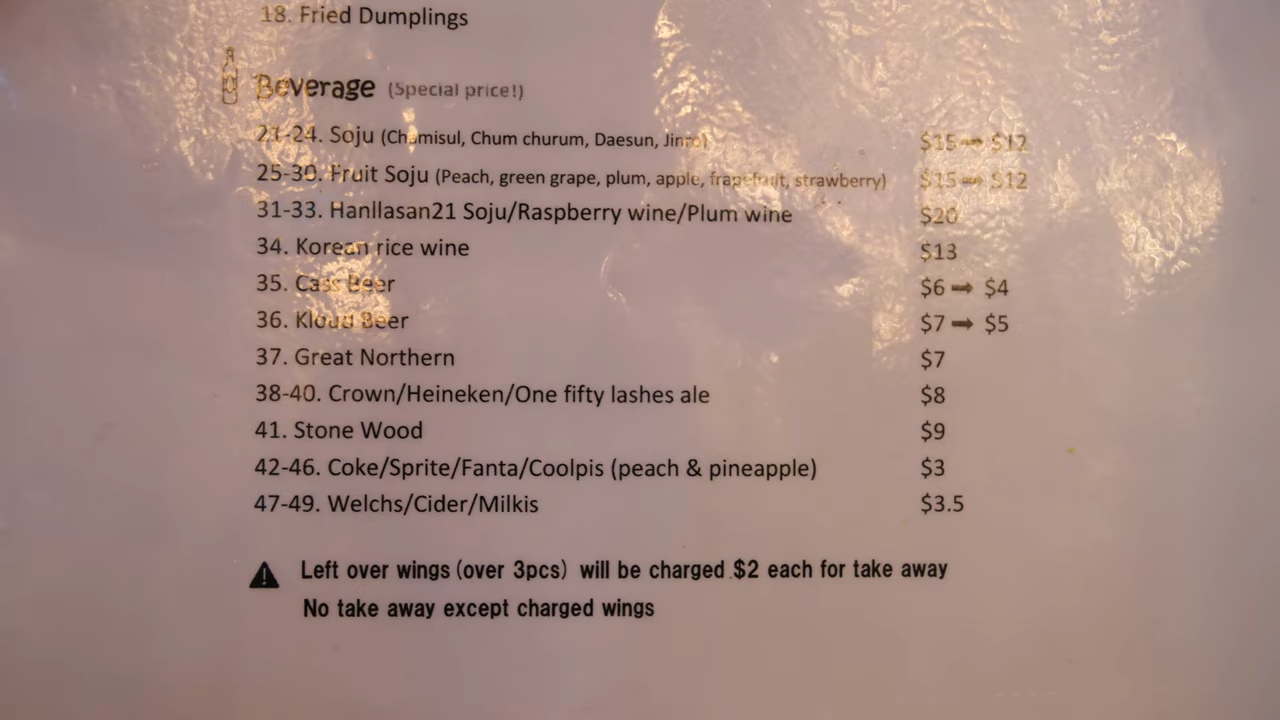 18. Fried Dumplings
Beverage (Special price!)
21-24. Soju (Chamisul, Chum churum, Daesun, Jinro) $15 ➡ $12
25-30. Fruit Soju (Peach, green grape, plum, apple, frapefruit, strawberry) $15 ➡ $12
31-33. Hanllasan21 Soju/Raspberry wine/Plum wine $20
34. Korean rice wine $13
35. Cass Beer $6 ➡ $4
36. Kloud Beer $7 ➡ $5
37. Great Northern $7
38-40. Crown/Heineken/One fifty lashes ale $8
41. Stone Wood $9
42-46. Coke/Sprite/Fanta/Coolpis (peach & pineapple) $3
47-49. Welchs/Cider/Milkis $3.5
Left over wings (over 3pcs) will be charged $2 each for take away
No take away except charged wings